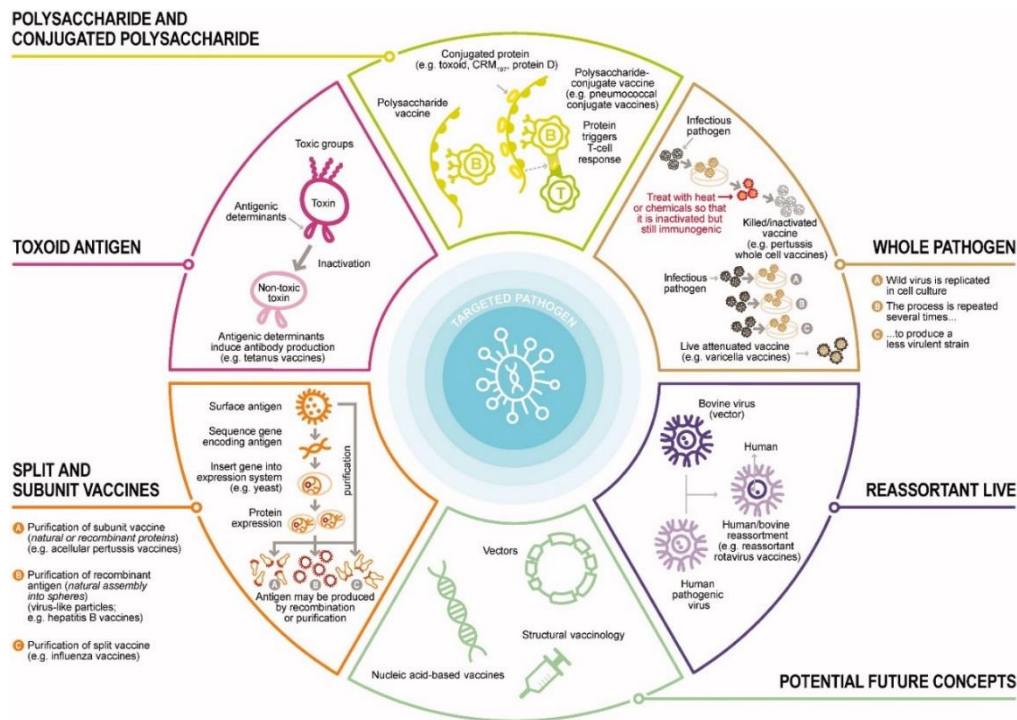 POLYSACCHARIDE AND
CONJUGATED POLYSACCHARIDE
Conjugated protein
(e.g. toxoid, CRM197, protein D)
Polysaccharide
vaccine
Polysaccharide-
conjugate vaccine
(e.g. pneumococcal
conjugate vaccines)
Protein
triggers
T-cell
response
B
B
T
TOXOID ANTIGEN
Toxic groups
Toxin
Antigenic
determinants
Inactivation
Non-toxic
toxin
Antigenic determinants
induce antibody production
(e.g. tetanus vaccines)
WHOLE PATHOGEN
A Wild virus is replicated
in cell culture
B The process is repeated
several times...
C ...to produce a
less virulent strain
Infectious
pathogen
Treat with heat
or chemicals so that
it is inactivated but
still immunogenic
Killed/inactivated
vaccine
(e.g. pertussis
whole cell vaccines)
Infectious
pathogen
A
B
C
Live attenuated vaccine
(e.g. varicella vaccines)
TARGETED PATHOGEN
SPLIT AND
SUBUNIT VACCINES
A Purification of subunit vaccine
(natural or recombinant proteins)
(e.g. acellular pertussis vaccines)
B Purification of recombinant
antigen (natural assembly
into spheres)
(virus-like particles;
e.g. hepatitis B vaccines)
C Purification of split vaccine
(e.g. influenza vaccines)
Surface antigen
Sequence gene
encoding antigen
Insert gene into
expression system
(e.g. yeast)
Protein
expression
purification
A
B
C
Antigen may be produced
by recombination
or purification
REASSORTANT LIVE
Bovine virus
(vector)
Human
Human/bovine
reassortment
(e.g. reassortant
rotavirus vaccines)
Human
pathogenic
virus
POTENTIAL FUTURE CONCEPTS
Vectors
Structural vaccinology
Nucleic acid-based vaccines